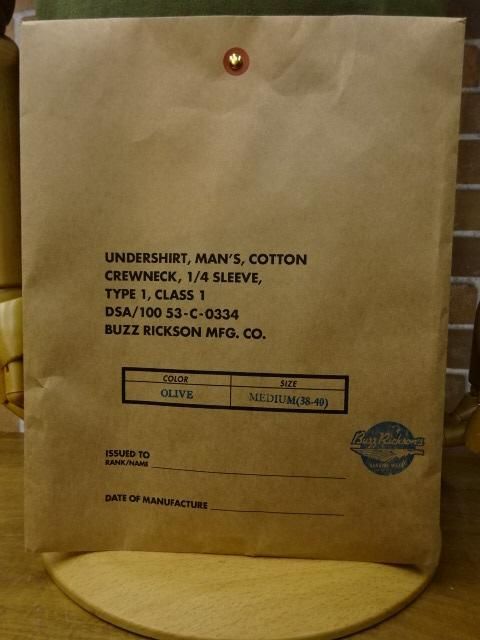 UNDERSHIRT, MAN'S, COTTON
CREWNECK, 1/4 SLEEVE,
TYPE 1, CLASS 1
DSA/100 53-C-0334
BUZZ RICKSON MFG. CO.
COLOR SIZE
OLIVE MEDIUM(38-40)
Buzz Rickson's
ISSUED TO
RANK/NAME
DATE OF MANUFACTURE